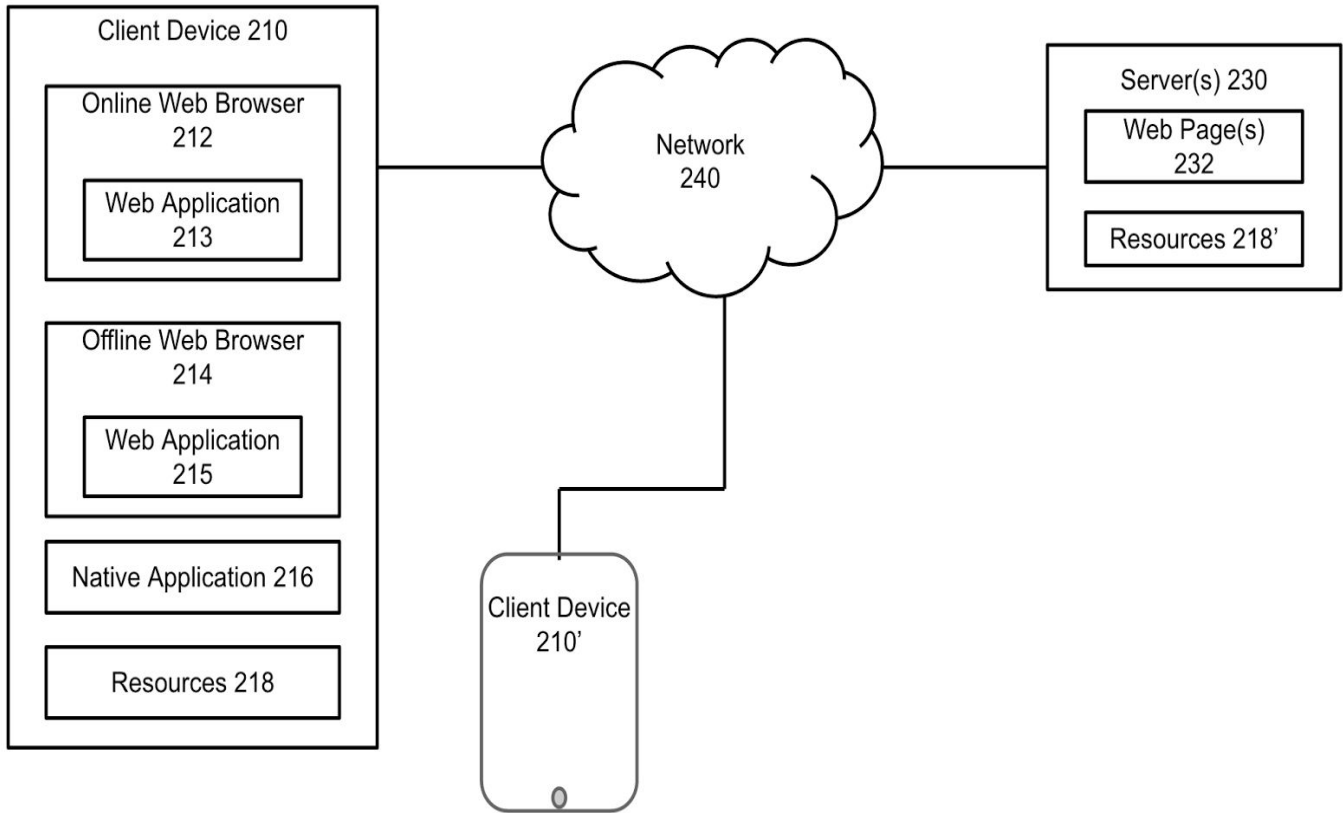 Client Device 210
Online Web Browser
212
Web Application
213
Offline Web Browser
214
Web Application
215
Native Application 216
Resources 218
Network
240
Client Device
210’
Server(s) 230
Web Page(s)
232
Resources 218’